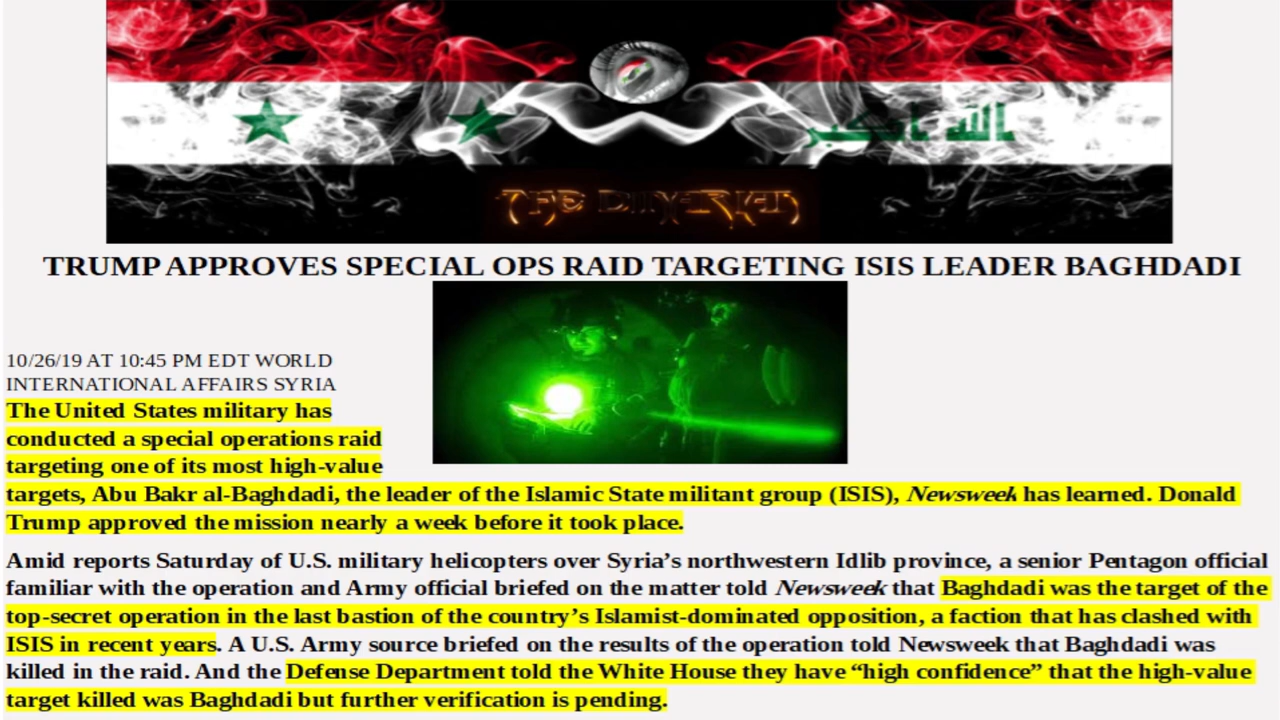 الله اكبر
THE DINARIAN
TRUMP APPROVES SPECIAL OPS RAID TARGETING ISIS LEADER BAGHDADI
10/26/19 AT 10:45 PM EDT WORLD
INTERNATIONAL AFFAIRS SYRIA
The United States military has
conducted a special operations raid
targeting one of its most high-value
targets, Abu Bakr al-Baghdadi, the leader of the Islamic State militant group (ISIS), Newsweek has learned. Donald
Trump approved the mission nearly a week before it took place.
Amid reports Saturday of U.S. military helicopters over Syria’s northwestern Idlib province, a senior Pentagon official
familiar with the operation and Army official briefed on the matter told Newsweek that Baghdadi was the target of the
top-secret operation in the last bastion of the country’s Islamist-dominated opposition, a faction that has clashed with
ISIS in recent years. A U.S. Army source briefed on the results of the operation told Newsweek that Baghdadi was
killed in the raid. And the Defense Department told the White House they have “high confidence” that the high-value
target killed was Baghdadi but further verification is pending.